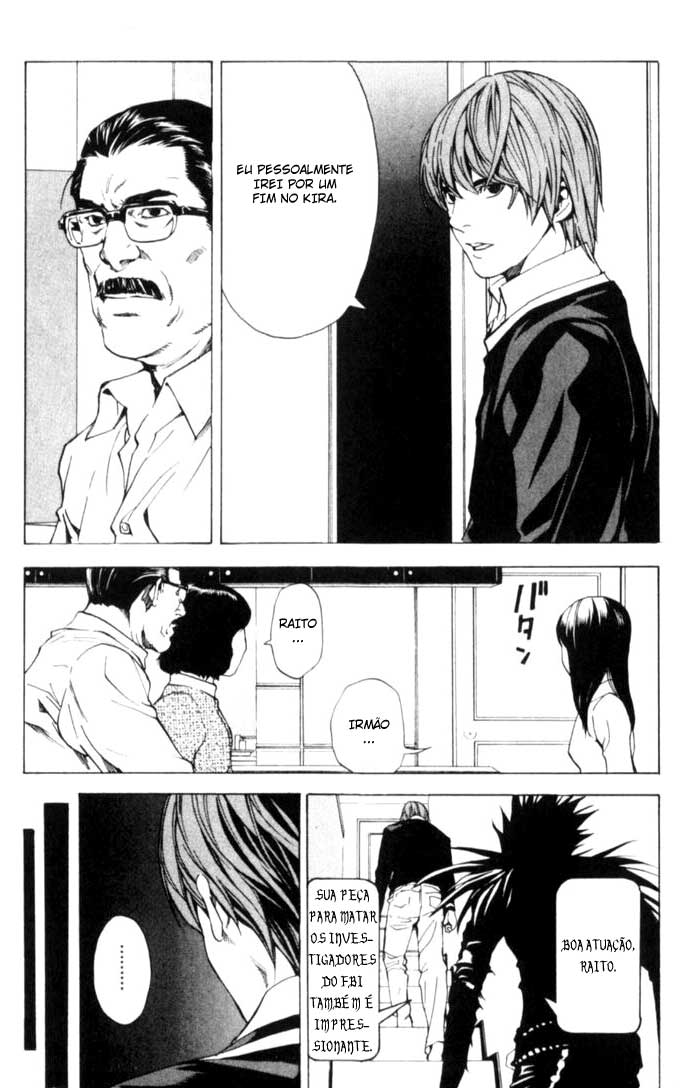 EU PESSOALMENTE
IREI POR UM
FIM NO KIRA.
バタン
RAITO
...
IRMÃO
...
BOA ATUAÇÃO,
RAITO.
SUA PEÇA
PARA MATAR
OS INVES-
TIGADORES
DO FBI
TAMBÉM É
IMPRES-
SIONANTE.
.........